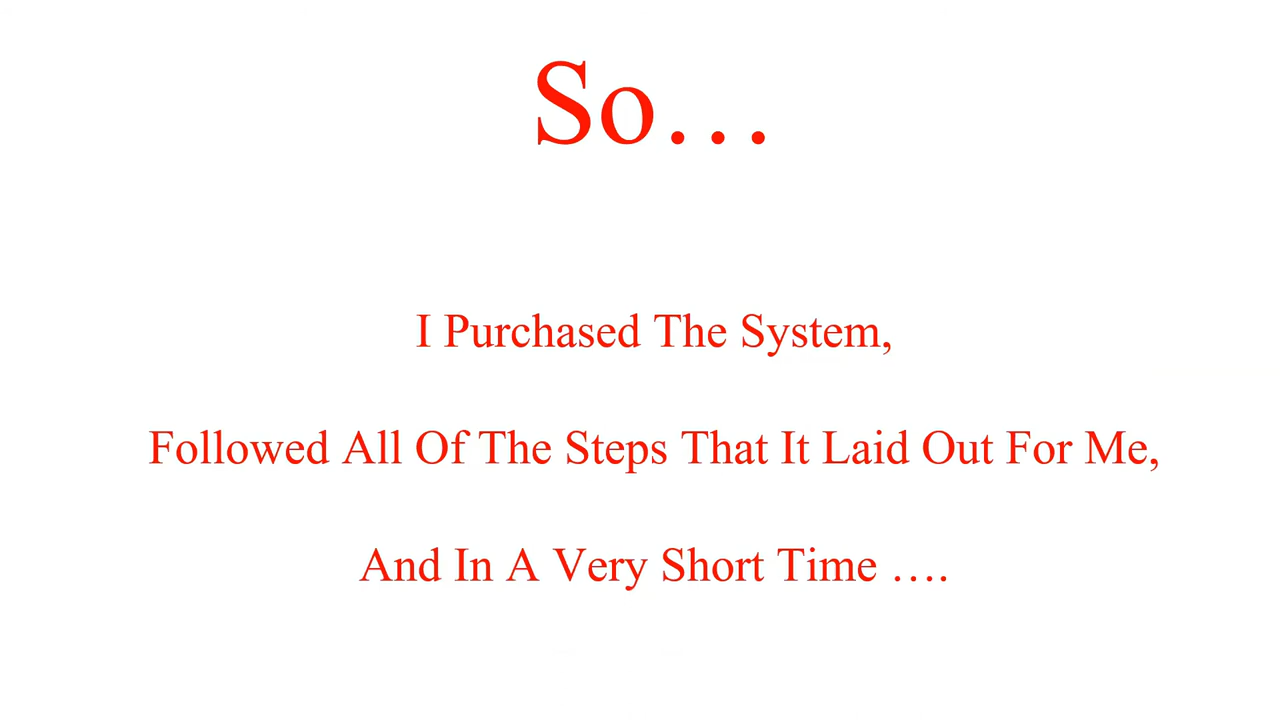 So…
I Purchased The System,
Followed All Of The Steps That It Laid Out For Me,
And In A Very Short Time ….